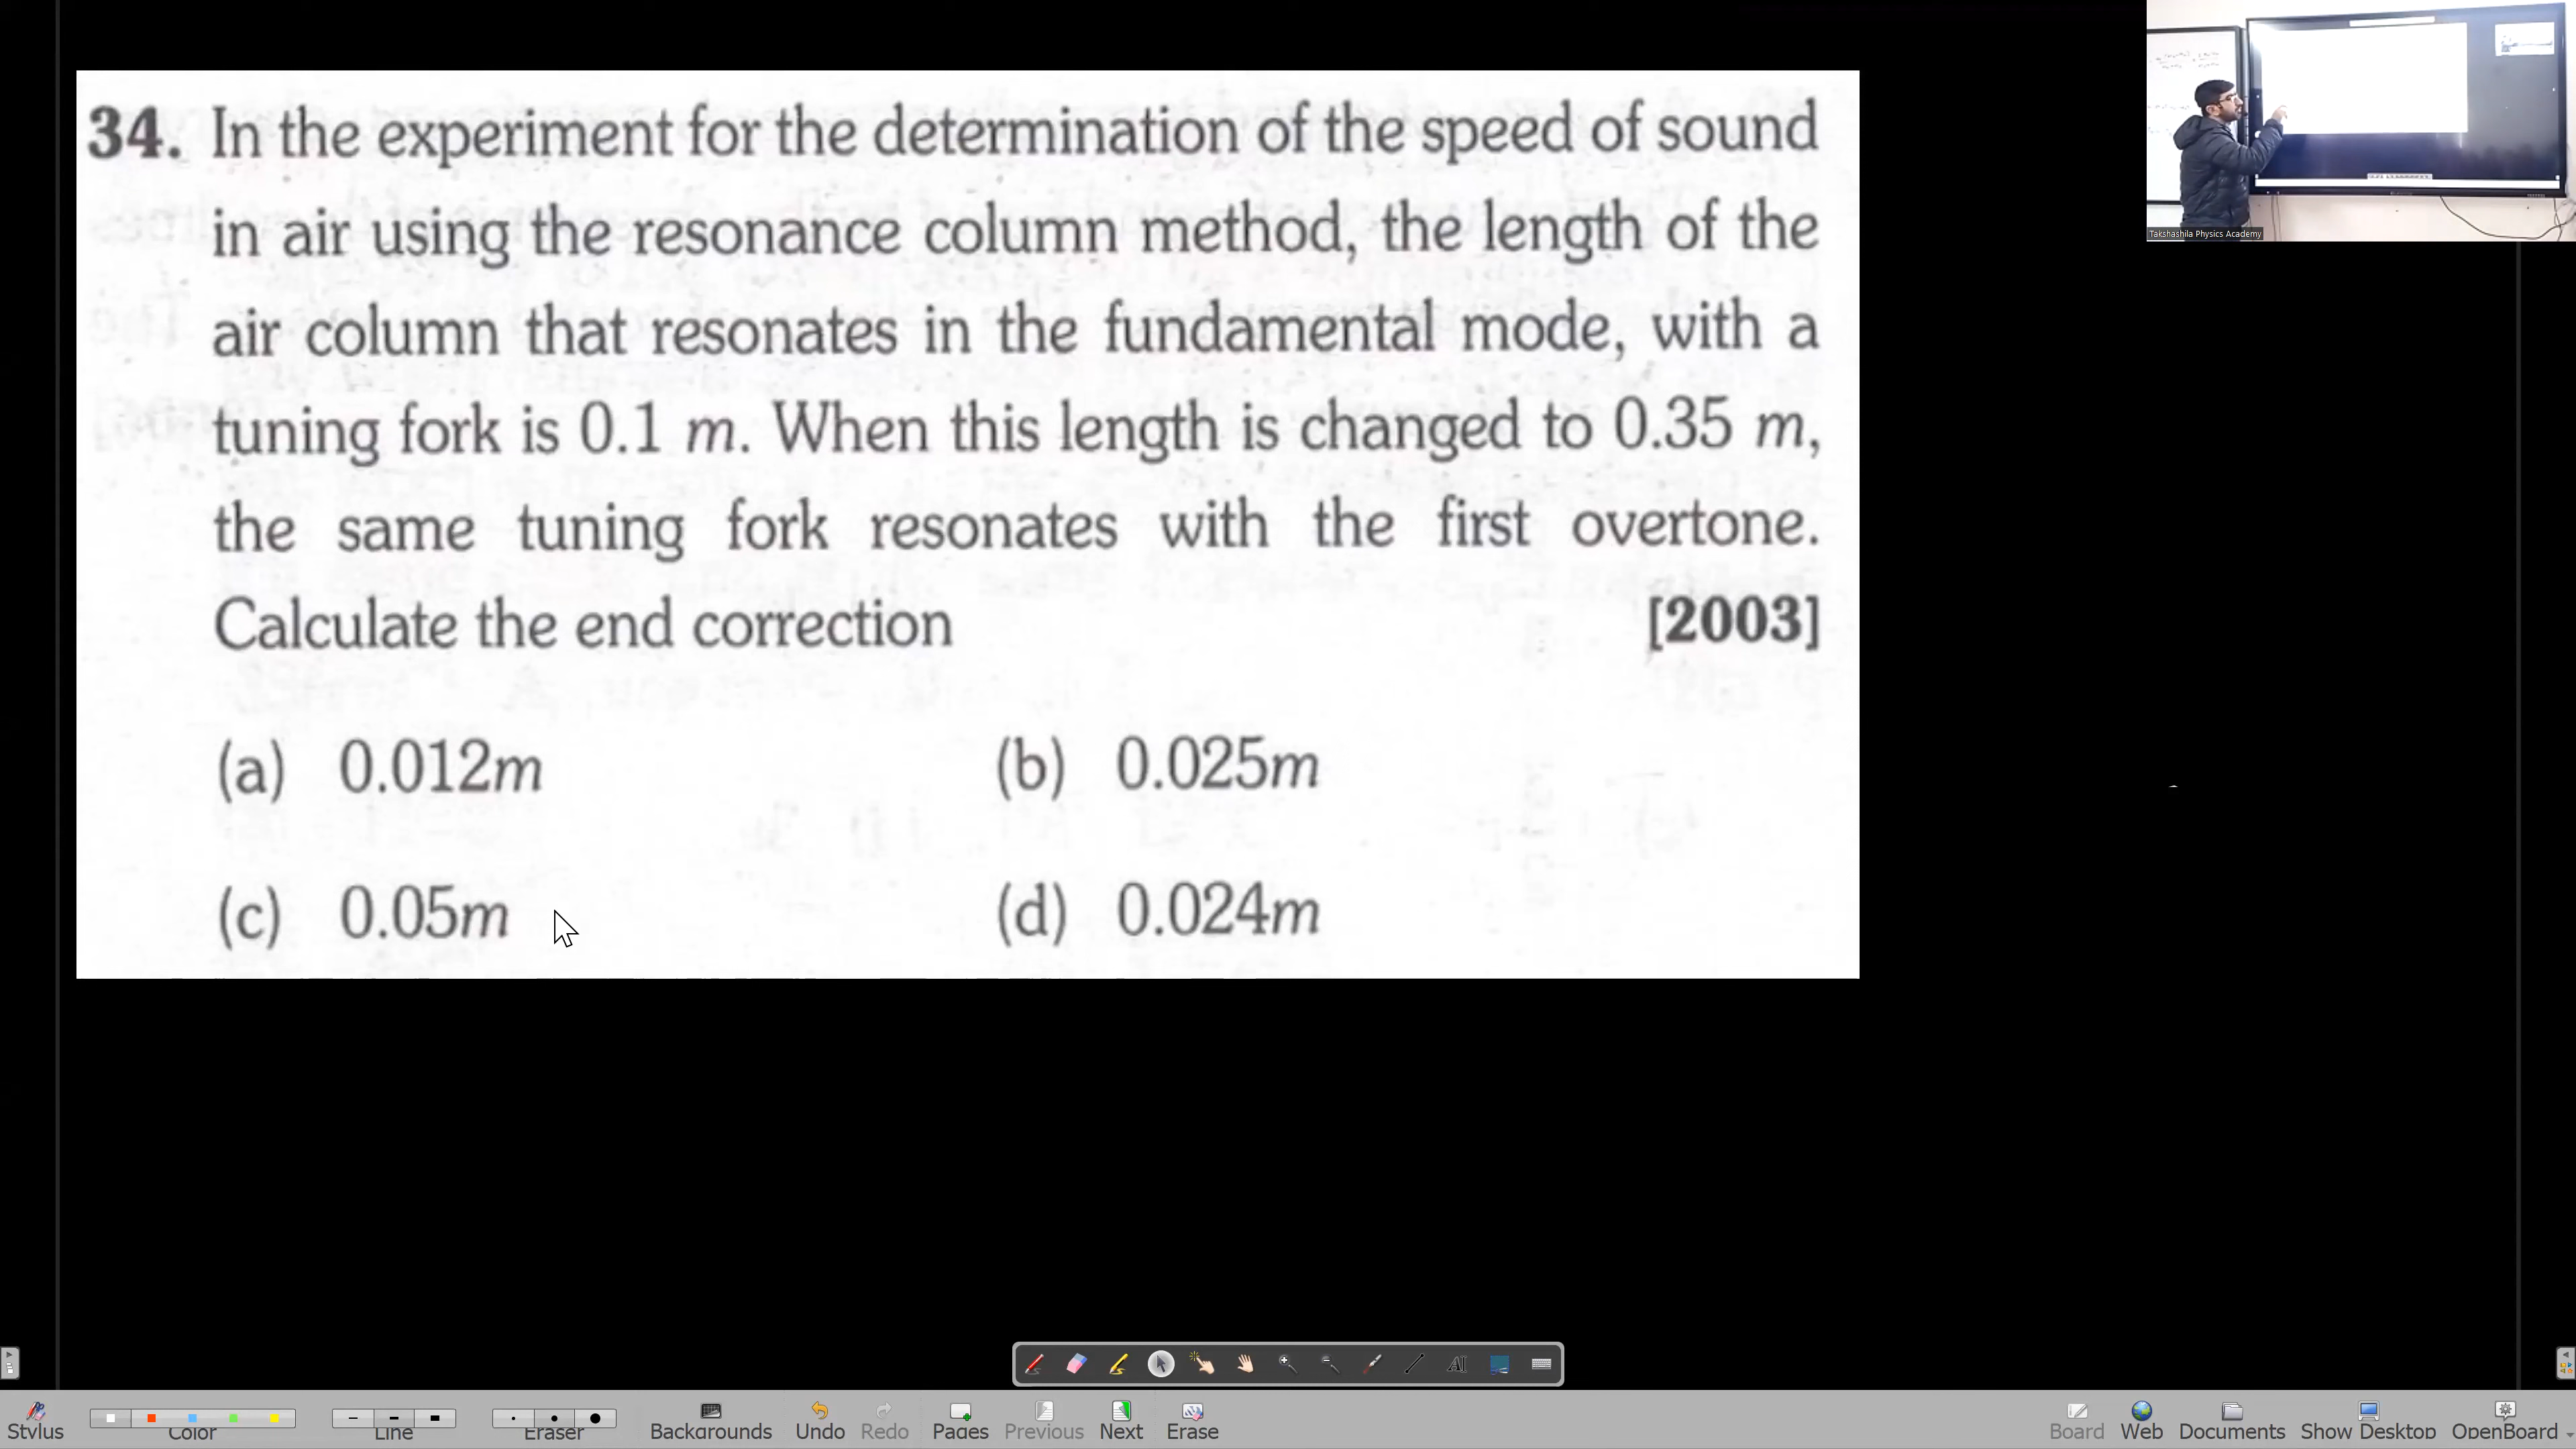 Takshashila Physics Academy
34. In the experiment for the determination of the speed of sound
in air using the resonance column method, the length of the
air column that resonates in the fundamental mode, with a
tuning fork is 0.1 m. When this length is changed to 0.35 m,
the same tuning fork resonates with the first overtone.
Calculate the end correction [2003]
(a) 0.012m (b) 0.025m
(c) 0.05m (d) 0.024m
Stylus Color Line Eraser Backgrounds Undo Redo Pages Previous Next Erase Board Web Documents Show Desktop OpenBoard